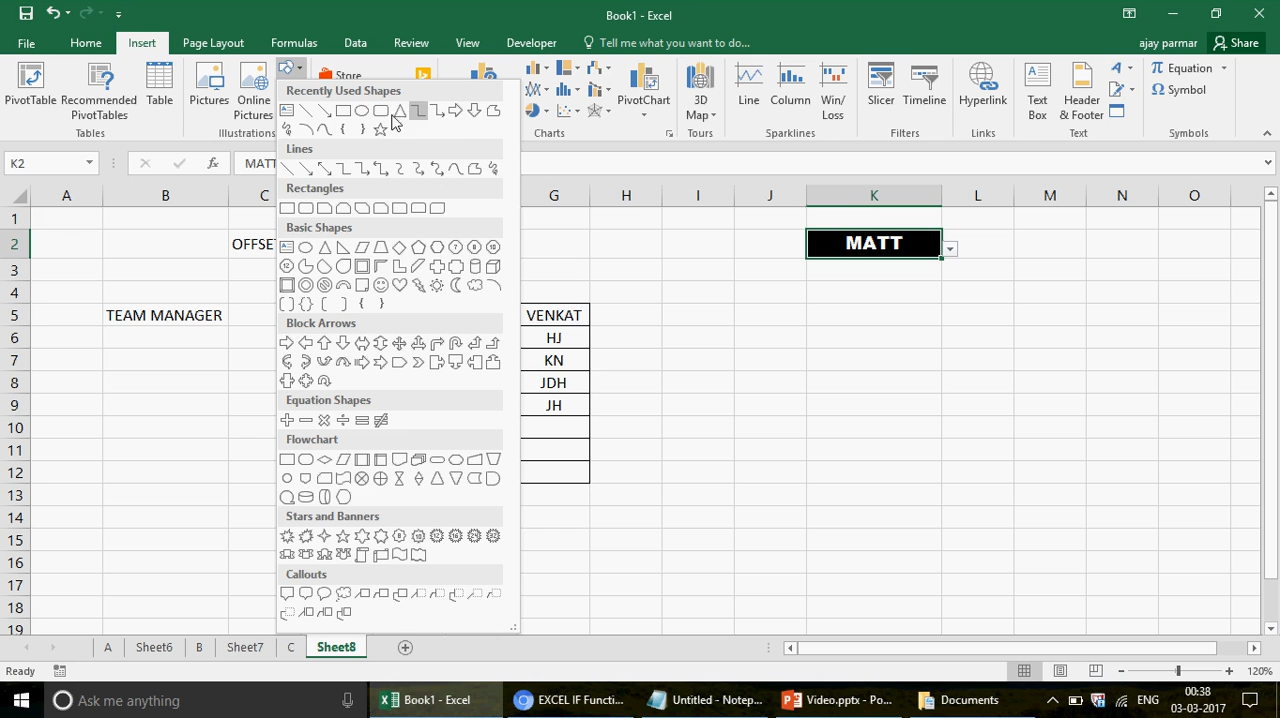 Book1 - Excel
File Home Insert Page Layout Formulas Data Review View Developer Tell me what you want to do... ajay parmar Share
PivotTable Recommended PivotTables Table Pictures Online Pictures Store PivotChart 3D Map Line Column Win/Loss Slicer Timeline Text Box Header & Footer Equation Symbol
Tables Illustrations Charts Tours Sparklines Filters Text Symbols
K2 MATT
Recently Used Shapes
Lines
Rectangles
Basic Shapes
Block Arrows
Equation Shapes
Flowchart
Stars and Banners
Callouts
A B C G H I J K L M N O
1
2 OFFSE MATT
3
4
5 TEAM MANAGER VENKAT
6 HJ
7 KN
8 JDH
9 JH
10
11
12
13
14
15
16
17
18
19
A Sheet6 B Sheet7 C Sheet8
Ready 120%
Ask me anything Book1 - Excel EXCEL IF Functi... Untitled - Notep... Video.pptx - Po... Documents ENG 00:38
03-03-2017